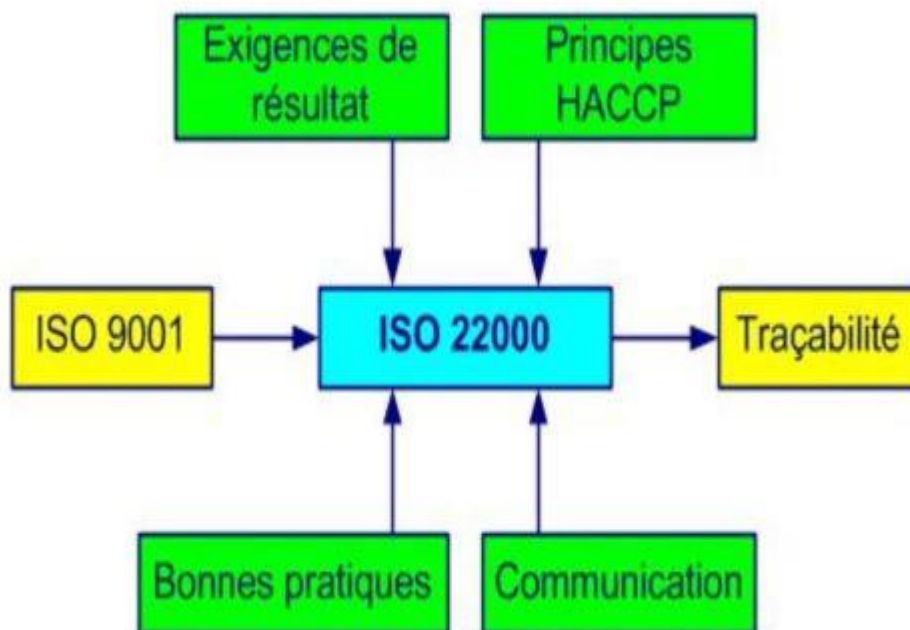 Exigences de
résultat
Principes
HACCP
ISO 9001
ISO 22000
Traçabilité
Bonnes pratiques
Communication